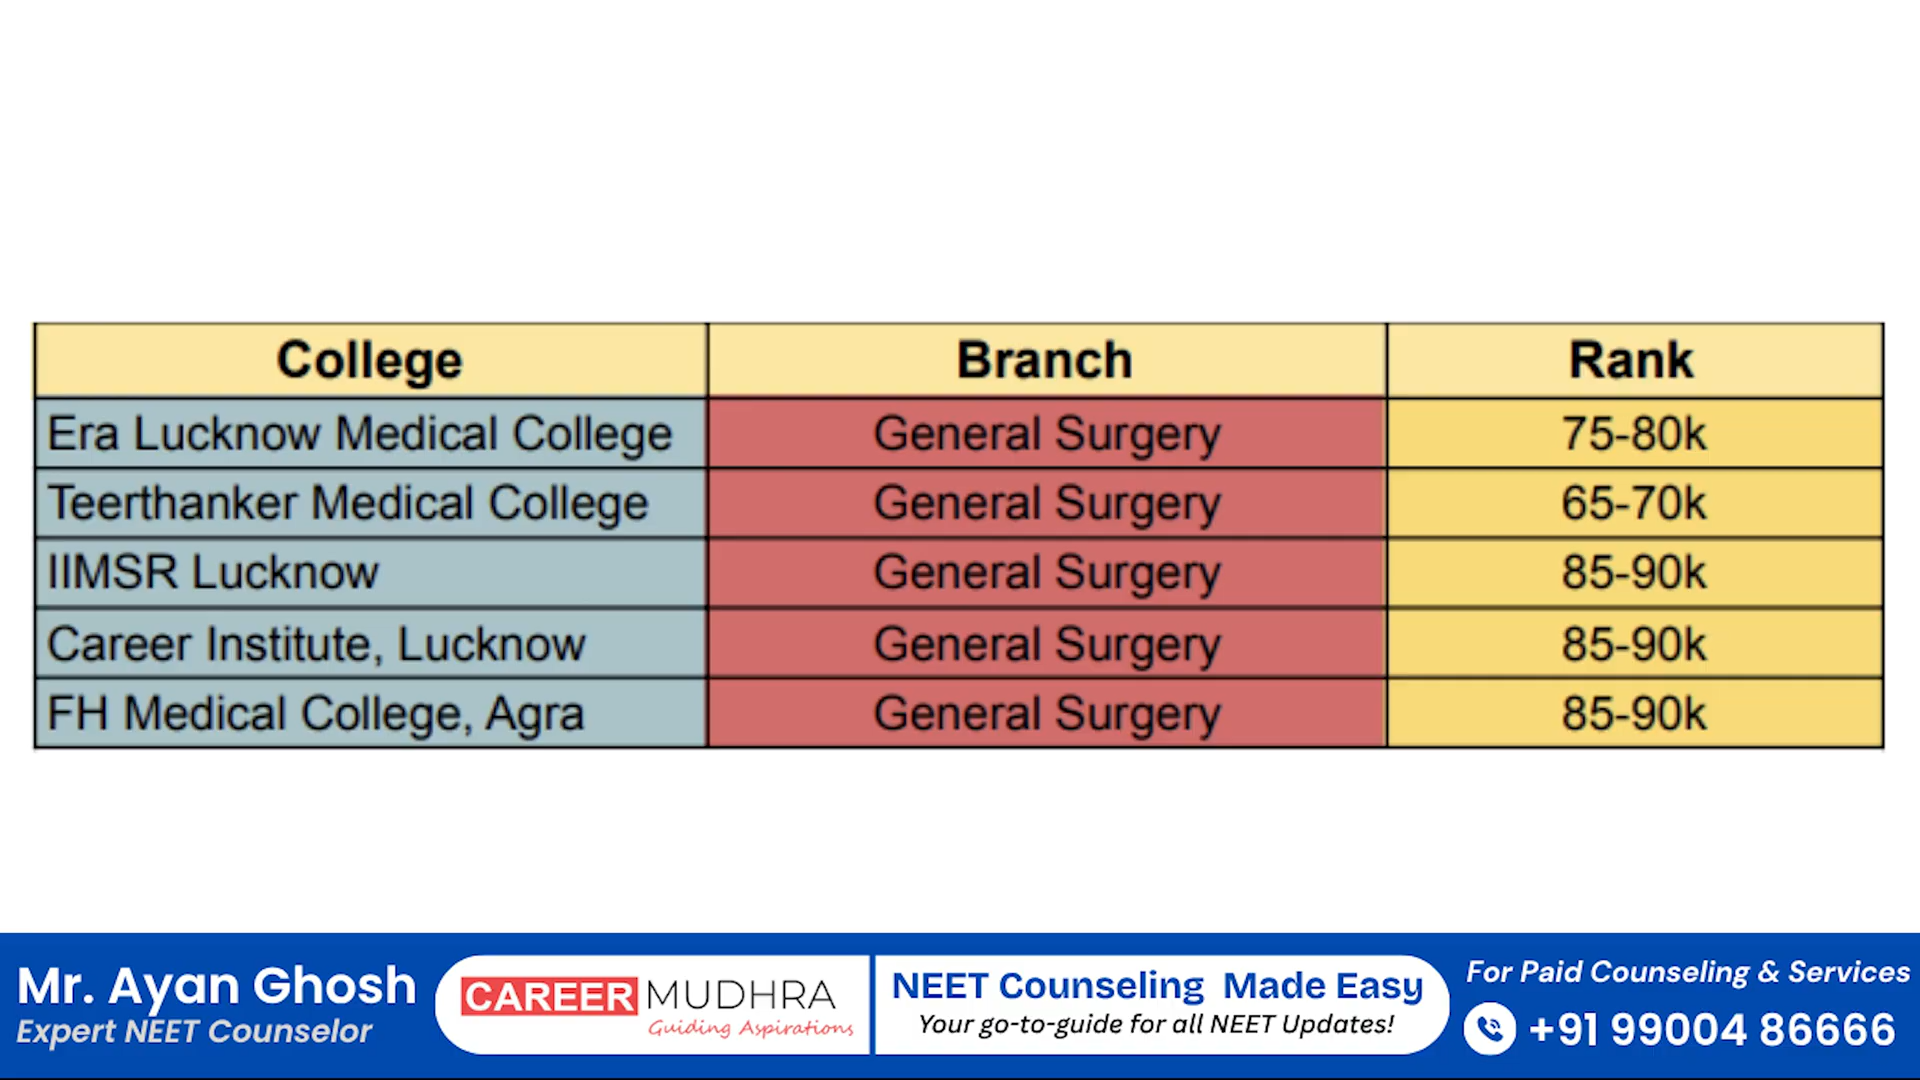 College Branch Rank
Era Lucknow Medical College General Surgery 75-80k
Teerthanker Medical College General Surgery 65-70k
IIMSR Lucknow General Surgery 85-90k
Career Institute, Lucknow General Surgery 85-90k
FH Medical College, Agra General Surgery 85-90k
Mr. Ayan Ghosh
Expert NEET Counselor
CAREER MUDHRA
Guiding Aspirations
NEET Counseling Made Easy
Your go-to-guide for all NEET Updates!
For Paid Counseling & Services
+91 99004 86666